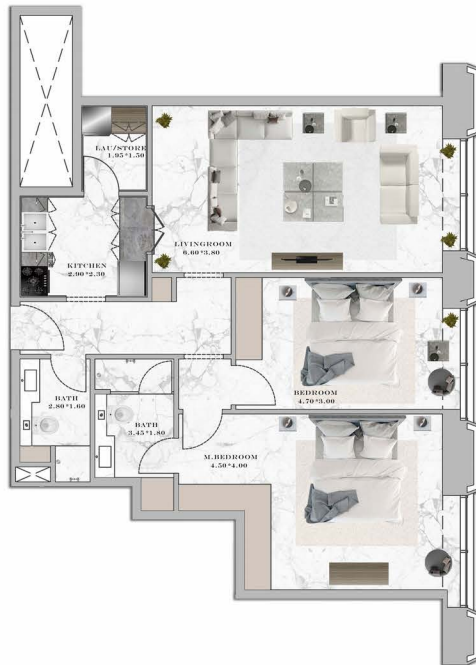 LAU/STORE
1.95*1.50
LIVINGROOM
6.60*3.80
KITCHEN
2.90*2.30
BEDROOM
4.70*3.00
BATH
2.80*1.60
BATH
3.45*1.80
M.BEDROOM
4.50*4.00